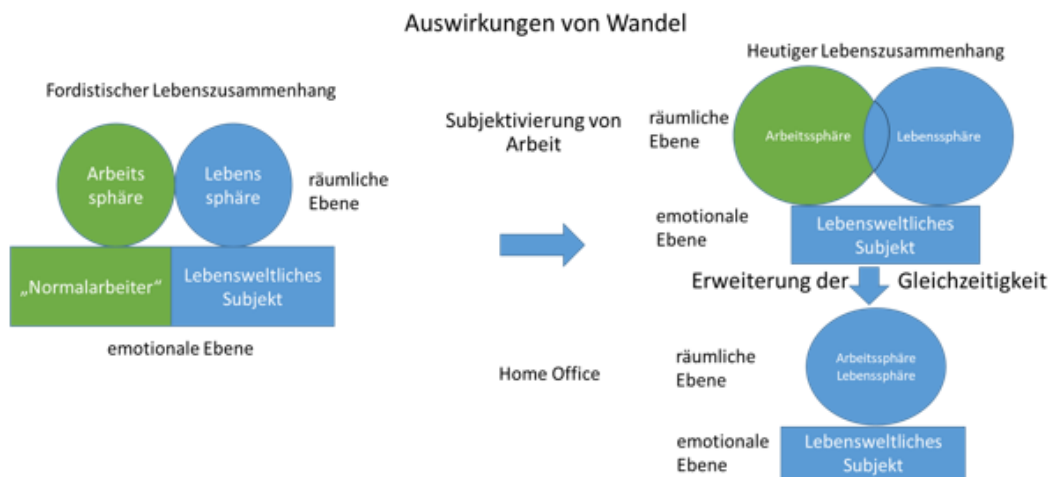 Auswirkungen von Wandel
Fordistischer Lebenszusammenhang
Arbeits
sphäre
Lebens
sphäre
räumliche
Ebene
„Normalarbeiter“
Lebensweltliches
Subjekt
emotionale Ebene
Subjektivierung von
Arbeit
Heutiger Lebenszusammenhang
räumliche
Ebene
Arbeitssphäre
Lebenssphäre
emotionale
Ebene
Lebensweltliches
Subjekt
Erweiterung der Gleichzeitigkeit
Home Office
räumliche
Ebene
Arbeitssphäre
Lebenssphäre
emotionale
Ebene
Lebensweltliches
Subjekt